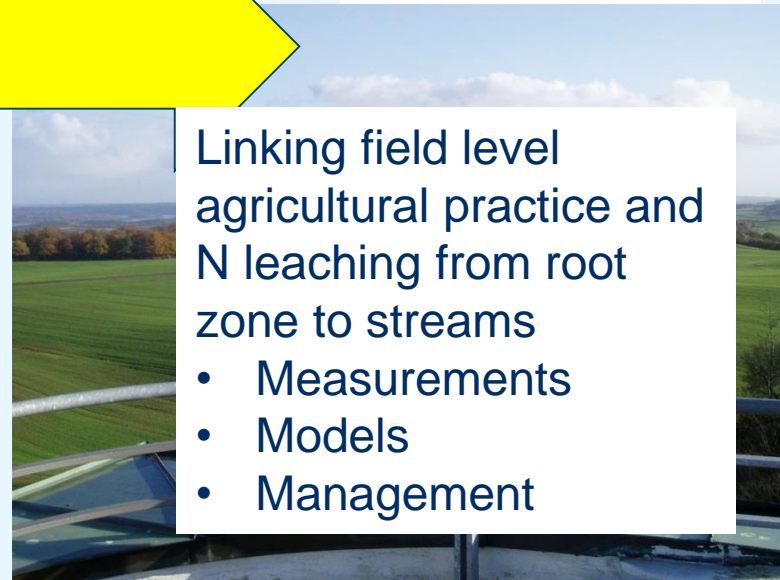 Linking field level
agricultural practice and
N leaching from root
zone to streams
• Measurements
• Models
• Management